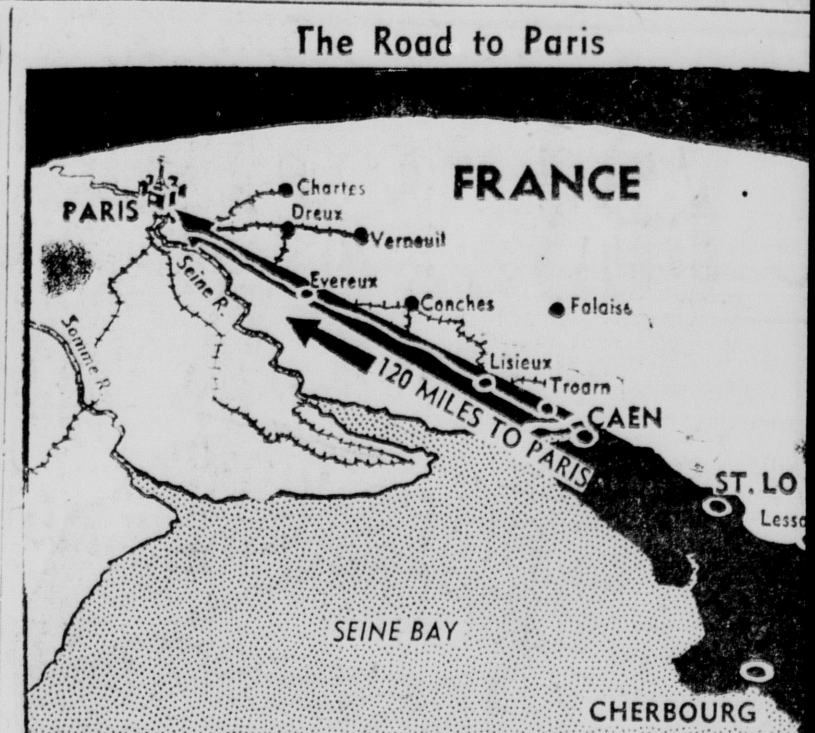 The Road to Paris
FRANCE
PARIS
Chartes
Dreux
Verneuil
Seine R.
Evereux
Conches
Falaise
Somme R.
Lisieux
Troarn
120 MILES TO PARIS
CAEN
ST. LO
SEINE BAY
CHERBOURG